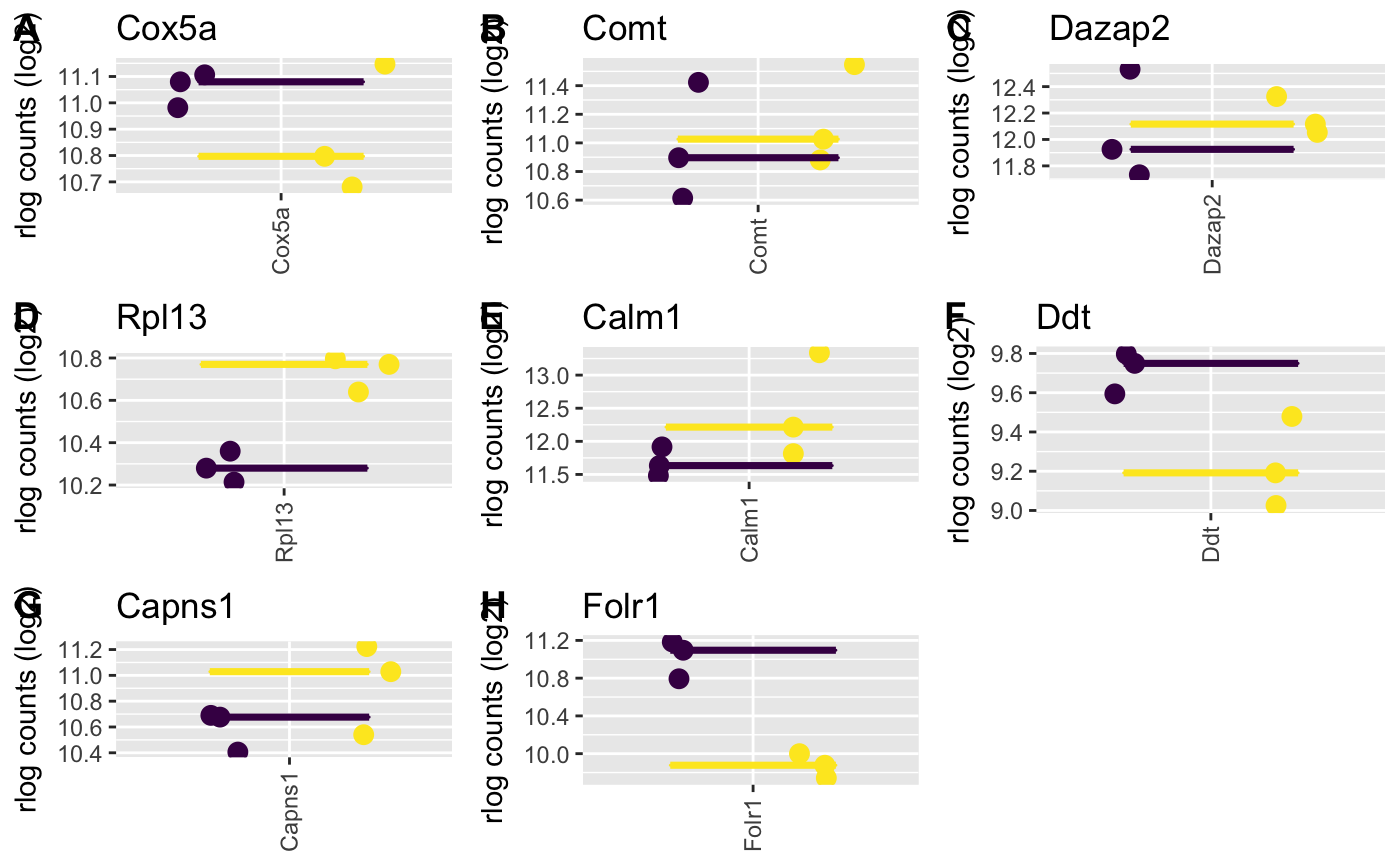 A Cox5a
rlog counts (log2)
11.1
11.0
10.9
10.8
10.7
Cox5a
B Comt
rlog counts (log2)
11.4
11.2
11.0
10.8
10.6
Comt
C Dazap2
rlog counts (log2)
12.4
12.2
12.0
11.8
Dazap2
D Rpl13
rlog counts (log2)
10.8
10.6
10.4
10.2
Rpl13
E Calm1
rlog counts (log2)
13.0
12.5
12.0
11.5
Calm1
F Ddt
rlog counts (log2)
9.8
9.6
9.4
9.2
9.0
Ddt
G Capns1
rlog counts (log2)
11.2
11.0
10.8
10.6
10.4
Capns1
H Folr1
rlog counts (log2)
11.2
10.8
10.4
10.0
Folr1